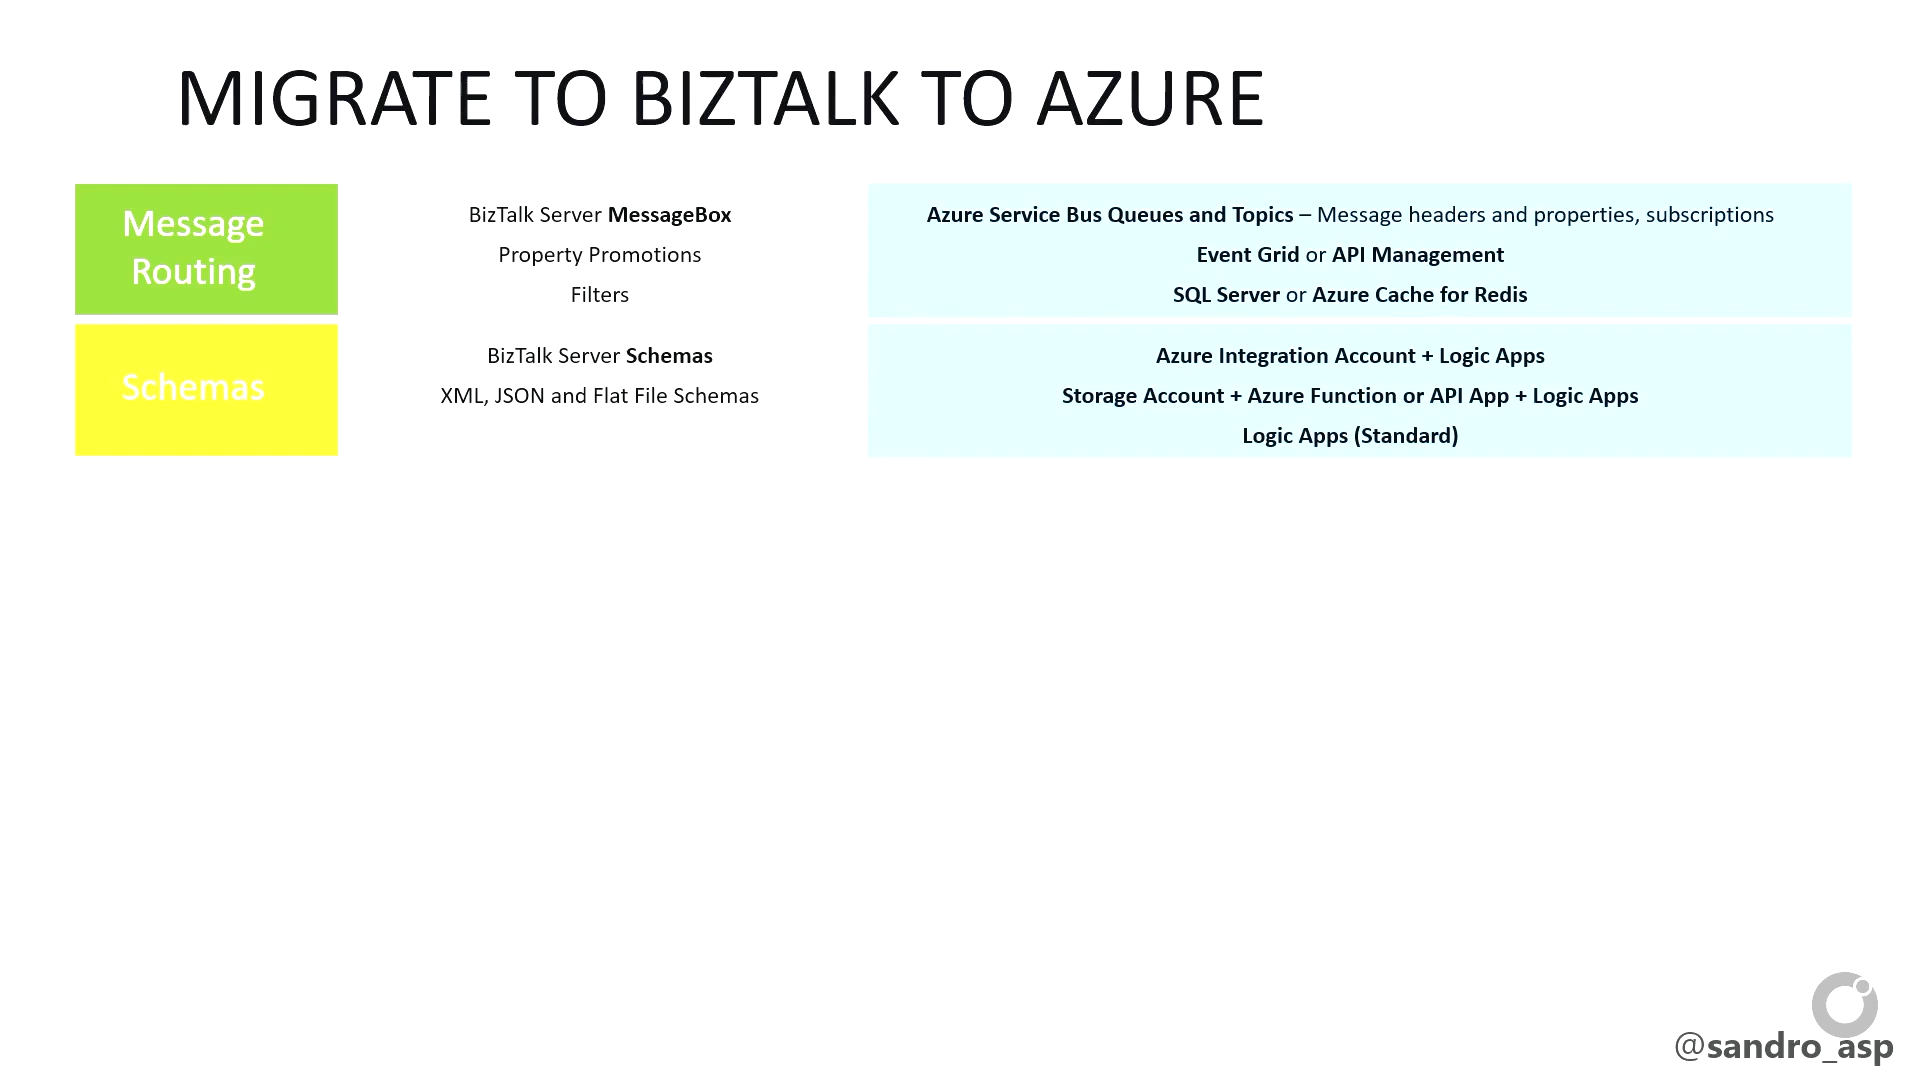 MIGRATE TO BIZTALK TO AZURE
Message
Routing
BizTalk Server MessageBox
Property Promotions
Filters
Azure Service Bus Queues and Topics – Message headers and properties, subscriptions
Event Grid or API Management
SQL Server or Azure Cache for Redis
Schemas
BizTalk Server Schemas
XML, JSON and Flat File Schemas
Azure Integration Account + Logic Apps
Storage Account + Azure Function or API App + Logic Apps
Logic Apps (Standard)
@sandro_asp